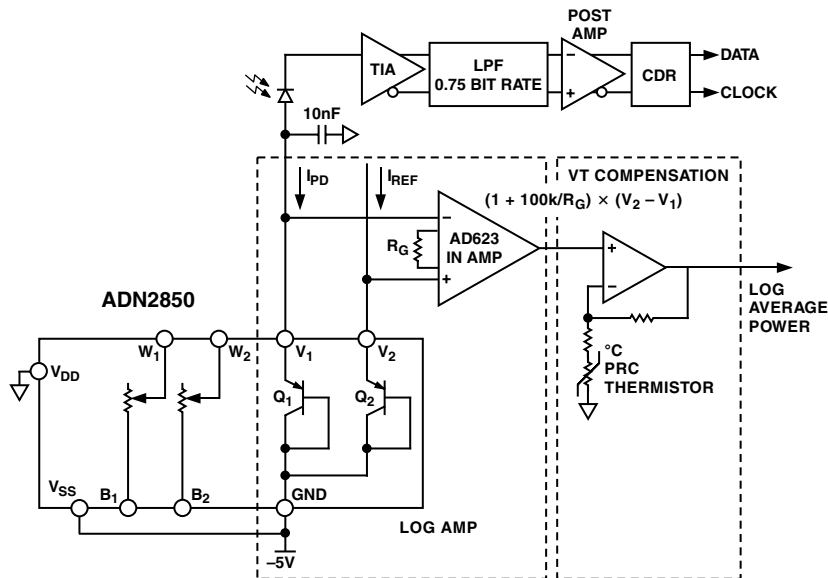 POST
AMP
TIA
LPF
0.75 BIT RATE
−
+
CDR
DATA
CLOCK
10nF
I_PD
I_REF
VT COMPENSATION
(1 + 100k/R_G) × (V_2 – V_1)
−
R_G
AD623
IN AMP
+
+
−
LOG
AVERAGE
POWER
°C
PRC
THERMISTOR
ADN2850
W_1
W_2
V_1
V_2
V_DD
Q_1
Q_2
V_SS
B_1
B_2
GND
LOG AMP
–5V